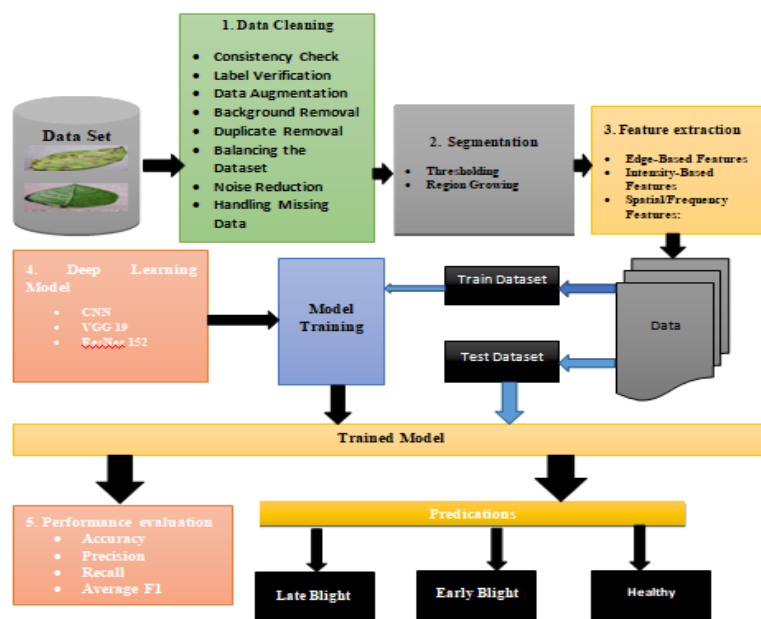 Data Set
1. Data Cleaning
Consistency Check
Label Verification
Data Augmentation
Background Removal
Duplicate Removal
Balancing the
Dataset
Noise Reduction
Handling Missing
Data
2. Segmentation
Thresholding
Region Growing
3. Feature extraction
Edge-Based Features
Intensity-Based
Features
Spatial/Frequency
Features:
4. Deep Learning
Model
CNN
VGG 19
ResNet 152
Model
Training
Train Dataset
Test Dataset
Data
Trained Model
5. Performance evaluation
Accuracy
Precision
Recall
Average F1
Predications
Late Blight
Early Blight
Healthy